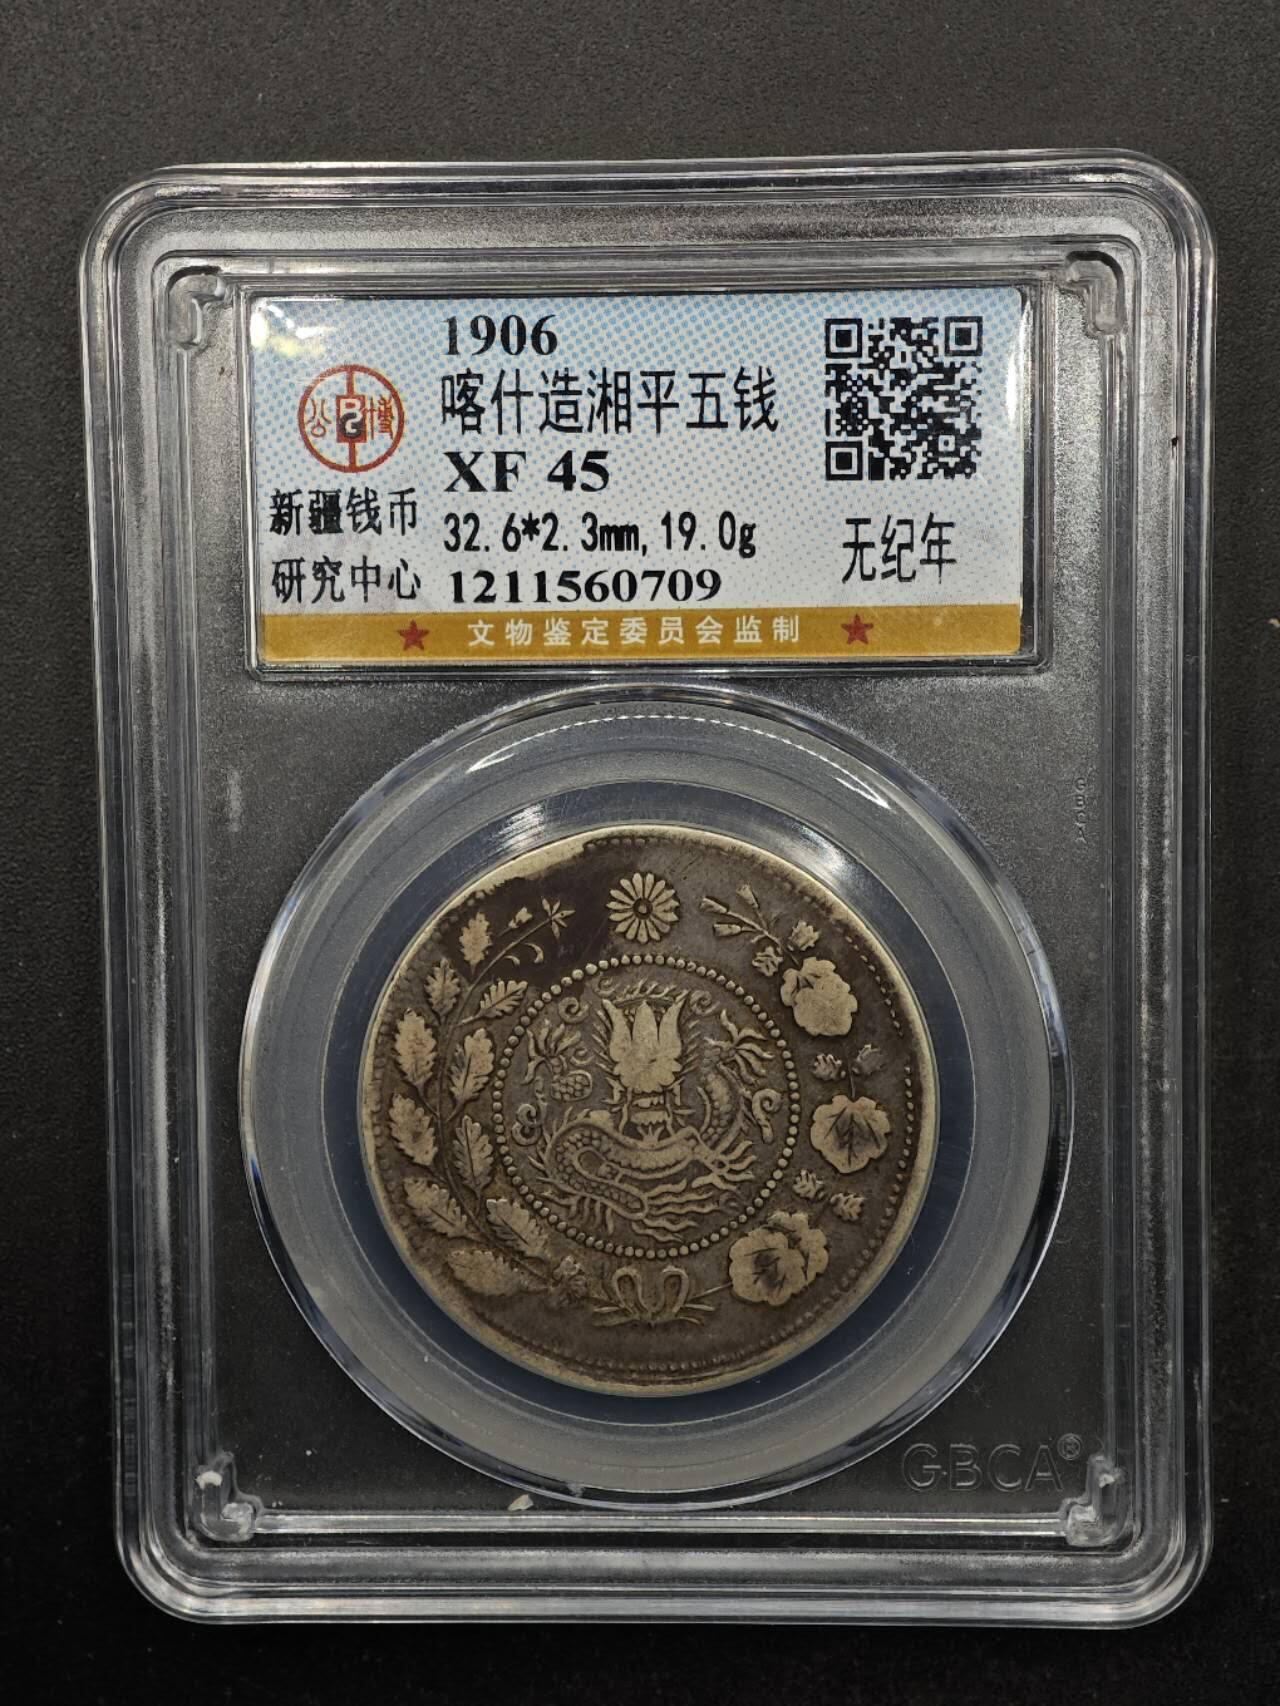 1906
喀什造湘平五钱
XF 45
公 博
新疆钱币
研究中心
32.6*2.3mm,19.0g
1211560709
无纪年
★ 文物鉴定委员会监制 ★
GBCA®